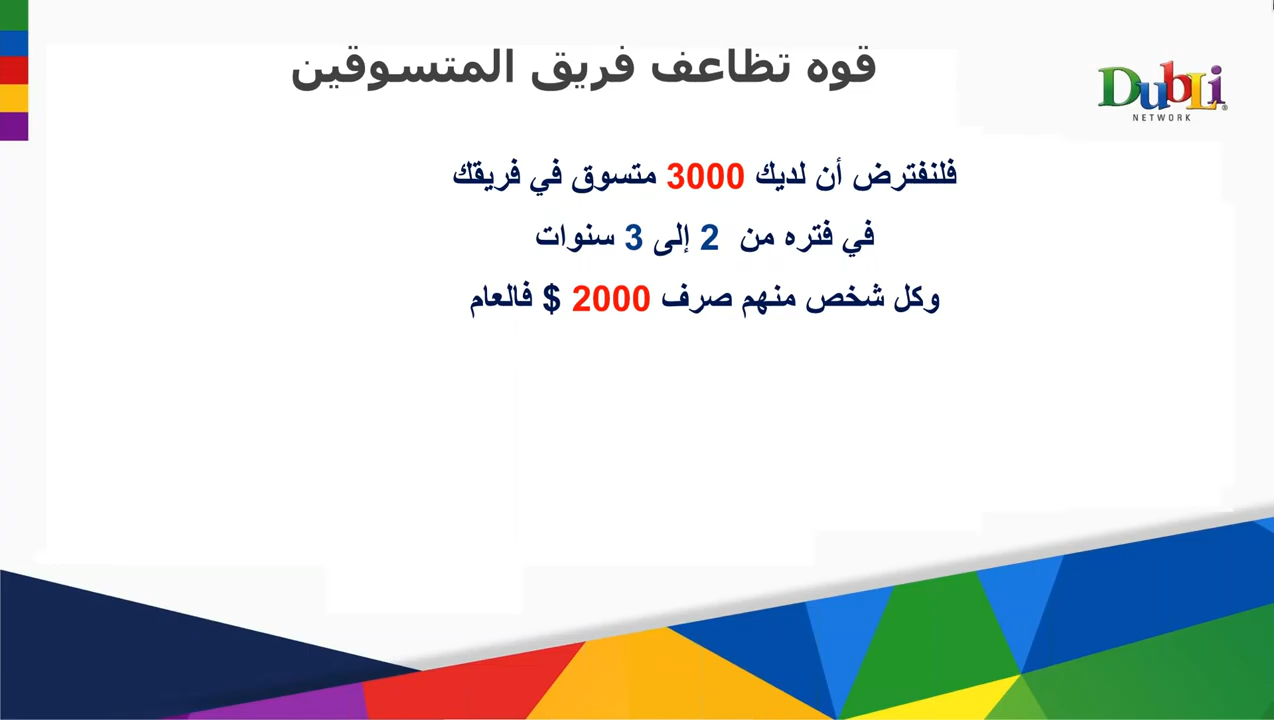 قوه تظاعف فريق المتسوقين
DubLi
NETWORK
فلنفترض أن لديك 3000 متسوق في فريقك
في فتره من 2 إلى 3 سنوات
وكل شخص منهم صرف 2000 $ فالعام